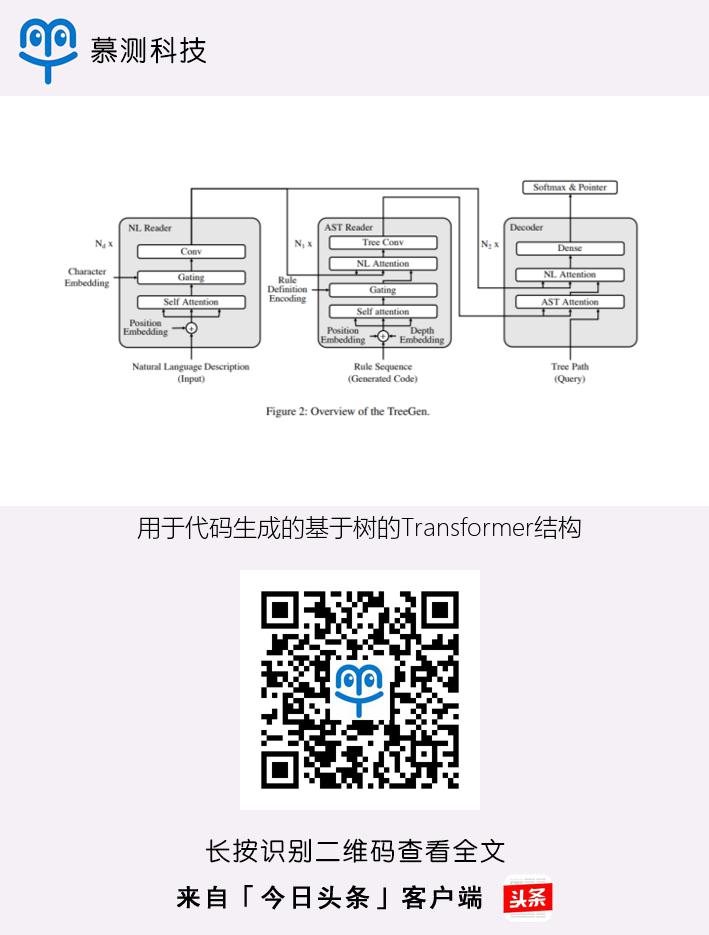 慕测科技
Softmax & Pointer
NL Reader
AST Reader
Decoder
Nd x
N1 x
N2 x
Conv
Tree Conv
Dense
NL Attention
NL Attention
Character
Embedding
Gating
Rule
Definition
Encoding
Gating
Self Attention
Self attention
AST Attention
Position
Embedding
Position
Embedding
Depth
Embedding
Natural Language Description
(Input)
Rule Sequence
(Generated Code)
Tree Path
(Query)
Figure 2: Overview of the TreeGen.
用于代码生成的基于树的Transformer结构
长按识别二维码查看全文
来自「今日头条」客户端
头条